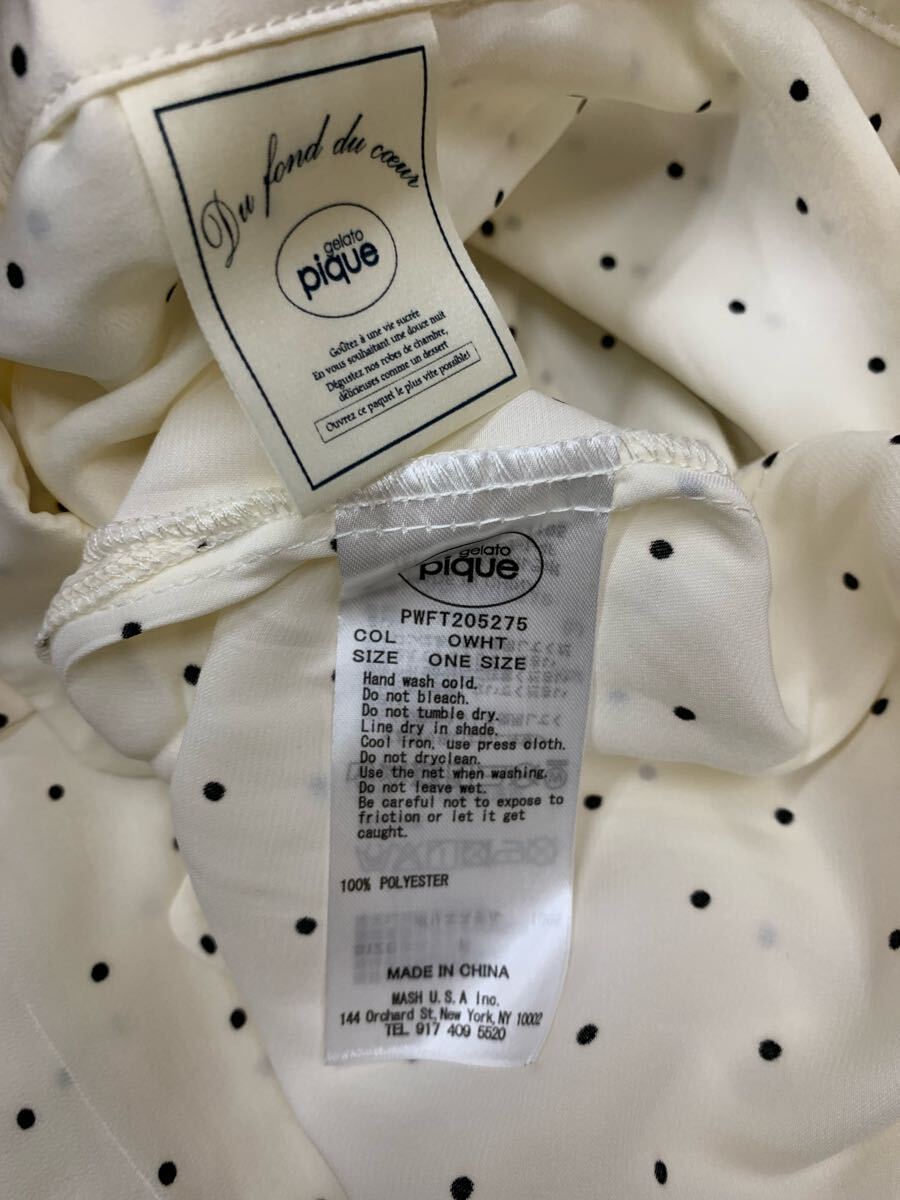 Du fond du cœur
gelato
pique
Goûtez à une vie sucrée
En vous souhaitant une douce nuit
Dégustez nos robes de chambre,
délicieuses comme un dessert
Ouvrez ce paquet le plus vite possible!
gelato
pique
PWFT205275
COL OWHT
SIZE ONE SIZE
Hand wash cold.
Do not bleach.
Do not tumble dry.
Line dry in shade.
Cool iron, use press cloth.
Do not dryclean.
Use the net when washing.
Do not leave wet.
Be careful not to expose to
friction or let it get
caught.
100% POLYESTER
MADE IN CHINA
MASH U.S.A Inc.
144 Orchard St, New York, NY 10002
TEL 917 409 5520